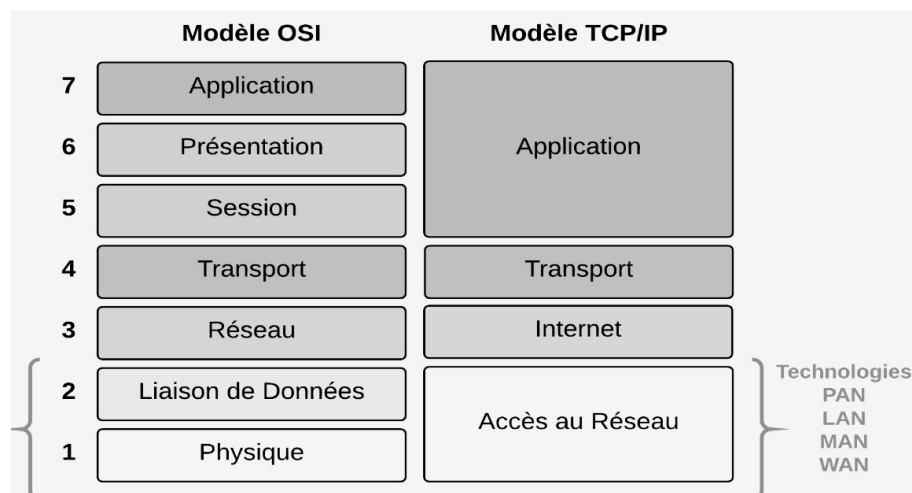 Modèle OSI
Modèle TCP/IP
7
Application
6
Présentation
5
Session
4
Transport
3
Réseau
2
Liaison de Données
1
Physique
Application
Transport
Internet
Accès au Réseau
Technologies
PAN
LAN
MAN
WAN